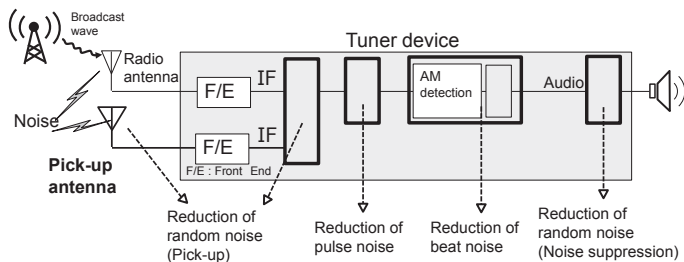 Broadcast
wave
Tuner device
Radio
antenna
IF
F/E
AM
detection
Audio
Noise
IF
F/E
F/E : Front End
Pick-up
antenna
Reduction of
random noise
(Pick-up)
Reduction of
pulse noise
Reduction of
beat noise
Reduction of
random noise
(Noise suppression)